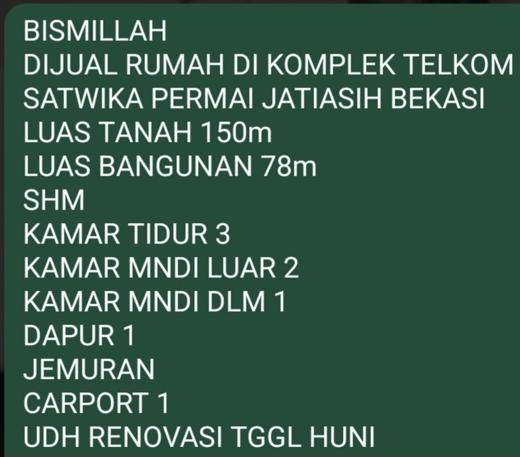 BISMILLAH
DIJUAL RUMAH DI KOMPLEK TELKOM
SATWIKA PERMAI JATIASIH BEKASI
LUAS TANAH 150m
LUAS BANGUNAN 78m
SHM
KAMAR TIDUR 3
KAMAR MNDI LUAR 2
KAMAR MNDI DLM 1
DAPUR 1
JEMURAN
CARPORT 1
UDH RENOVASI TGGL HUNI